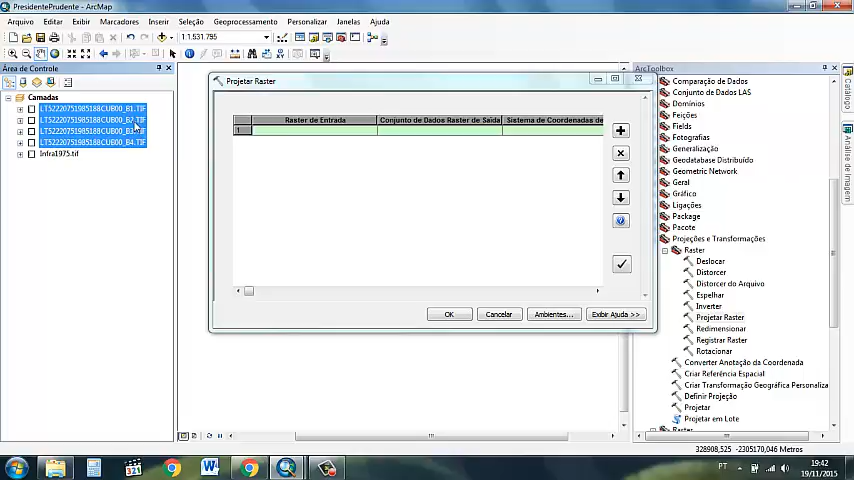 PresidentePrudente - ArcMap
Arquivo Editar Exibir Marcadores Inserir Seleção Geoprocessamento Personalizar Janelas Ajuda
1:1.531.795
Área de Controle
Camadas
LT52220751985188CUB00_B1.TIF
LT52220751985188CUB00_B2.TIF
LT52220751985188CUB00_B3.TIF
LT52220751985188CUB00_B4.TIF
Infra1975.tif
Projetar Raster
Raster de Entrada Conjunto de Dados Raster de Saída Sistema de Coordenadas de
1
OK Cancelar Ambientes... Exibir Ajuda >>
ArcToolbox
Comparação de Dados
Conjunto de Dados LAS
Domínios
Feições
Fields
Fotografias
Generalização
Geodatabase Distribuído
Geometric Network
Geral
Gráfico
Ligações
Package
Pacote
Projeções e Transformações
Raster
Deslocar
Distorcer
Distorcer do Arquivo
Espelhar
Inverter
Projetar Raster
Redimensionar
Registrar Raster
Rotacionar
Converter Anotação da Coordenada
Criar Referência Espacial
Criar Transformação Geográfica Personaliza
Definir Projeção
Projetar
Projetar em Lote
Raster
Catálogo
ArcToolbox
328908,525 -2305170,046 Metros
321
PT
19:42
19/11/2015